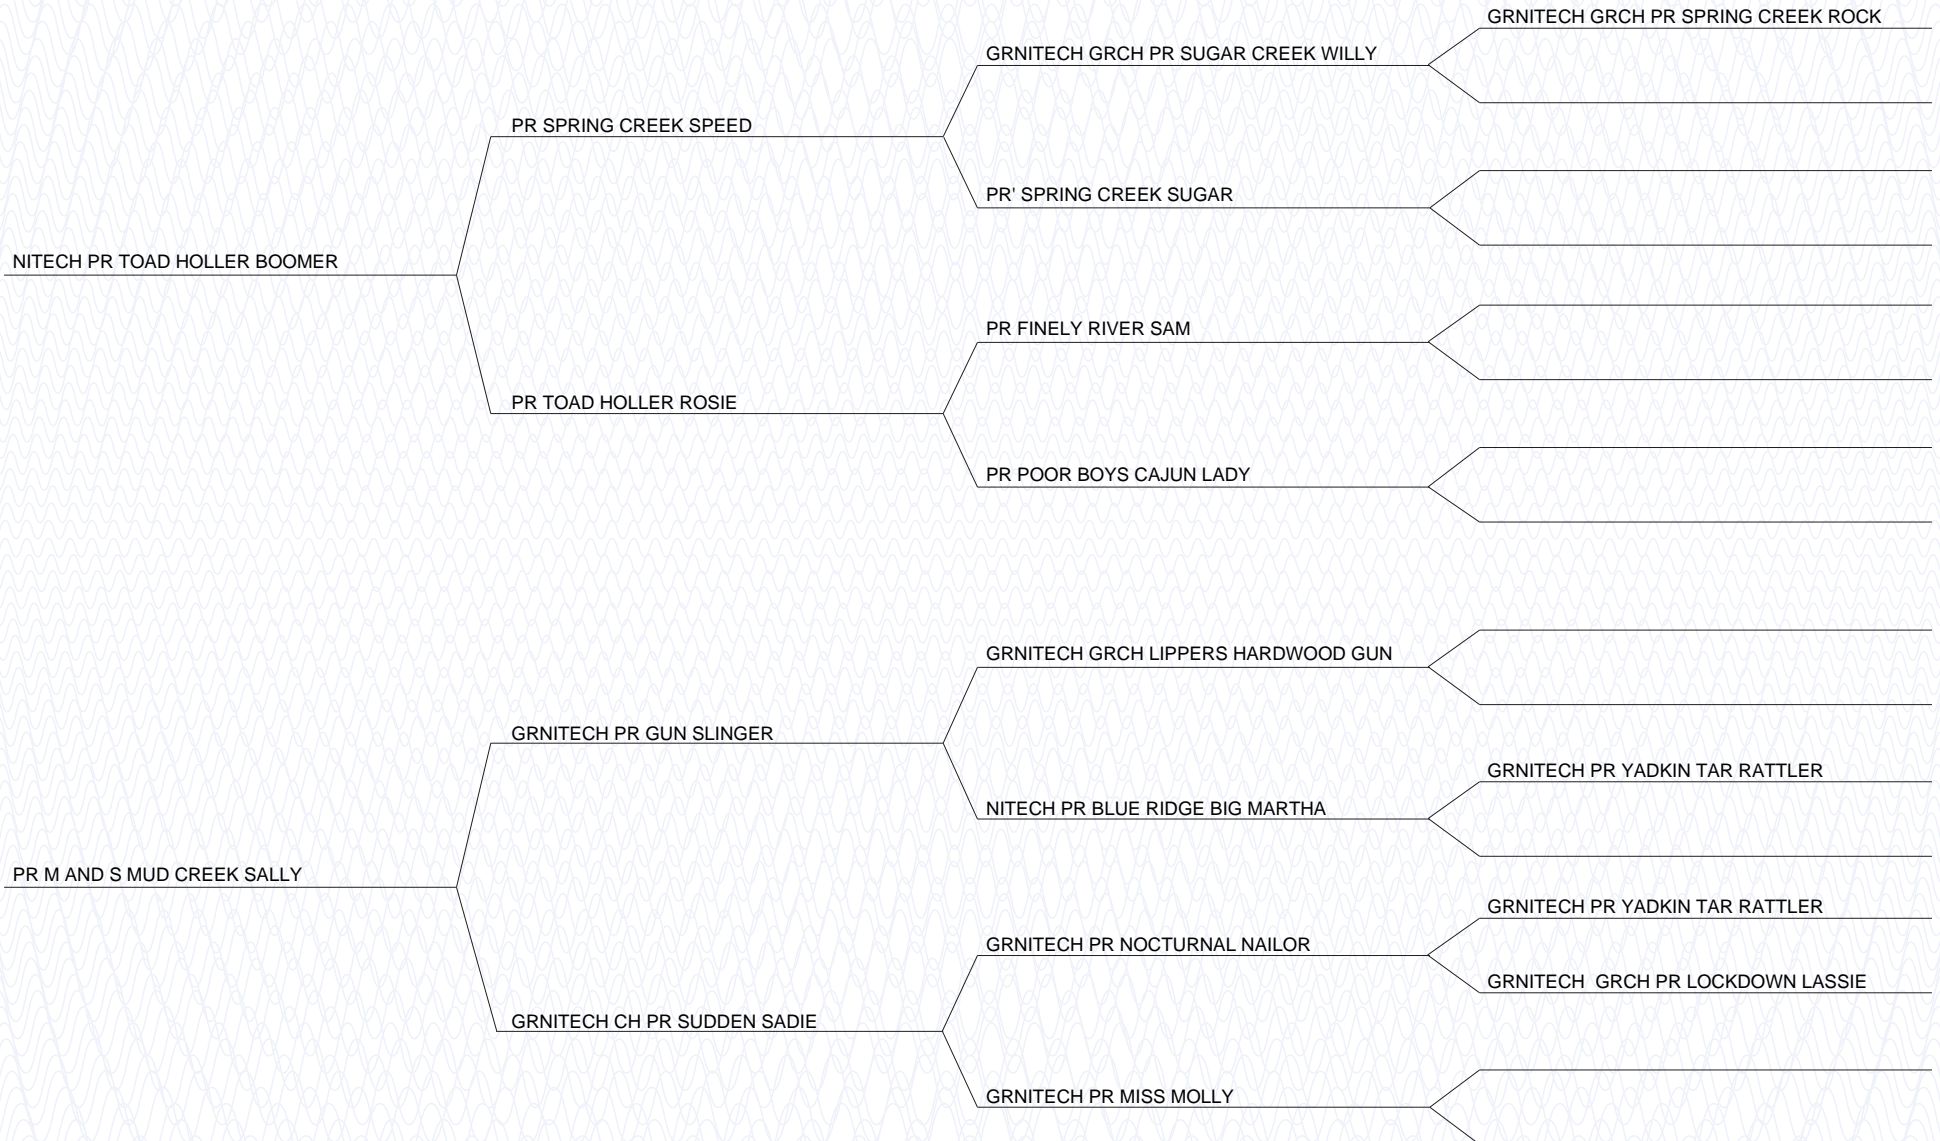 GRNITECH GRCH PR SPRING CREEK ROCK
GRNITECH GRCH PR SUGAR CREEK WILLY
PR SPRING CREEK SPEED
PR' SPRING CREEK SUGAR
NITECH PR TOAD HOLLER BOOMER
PR FINELY RIVER SAM
PR TOAD HOLLER ROSIE
PR POOR BOYS CAJUN LADY
GRNITECH GRCH LIPPERS HARDWOOD GUN
GRNITECH PR GUN SLINGER
GRNITECH PR YADKIN TAR RATTLER
NITECH PR BLUE RIDGE BIG MARTHA
PR M AND S MUD CREEK SALLY
GRNITECH PR YADKIN TAR RATTLER
GRNITECH PR NOCTURNAL NAILOR
GRNITECH  GRCH PR LOCKDOWN LASSIE
GRNITECH CH PR SUDDEN SADIE
GRNITECH PR MISS MOLLY